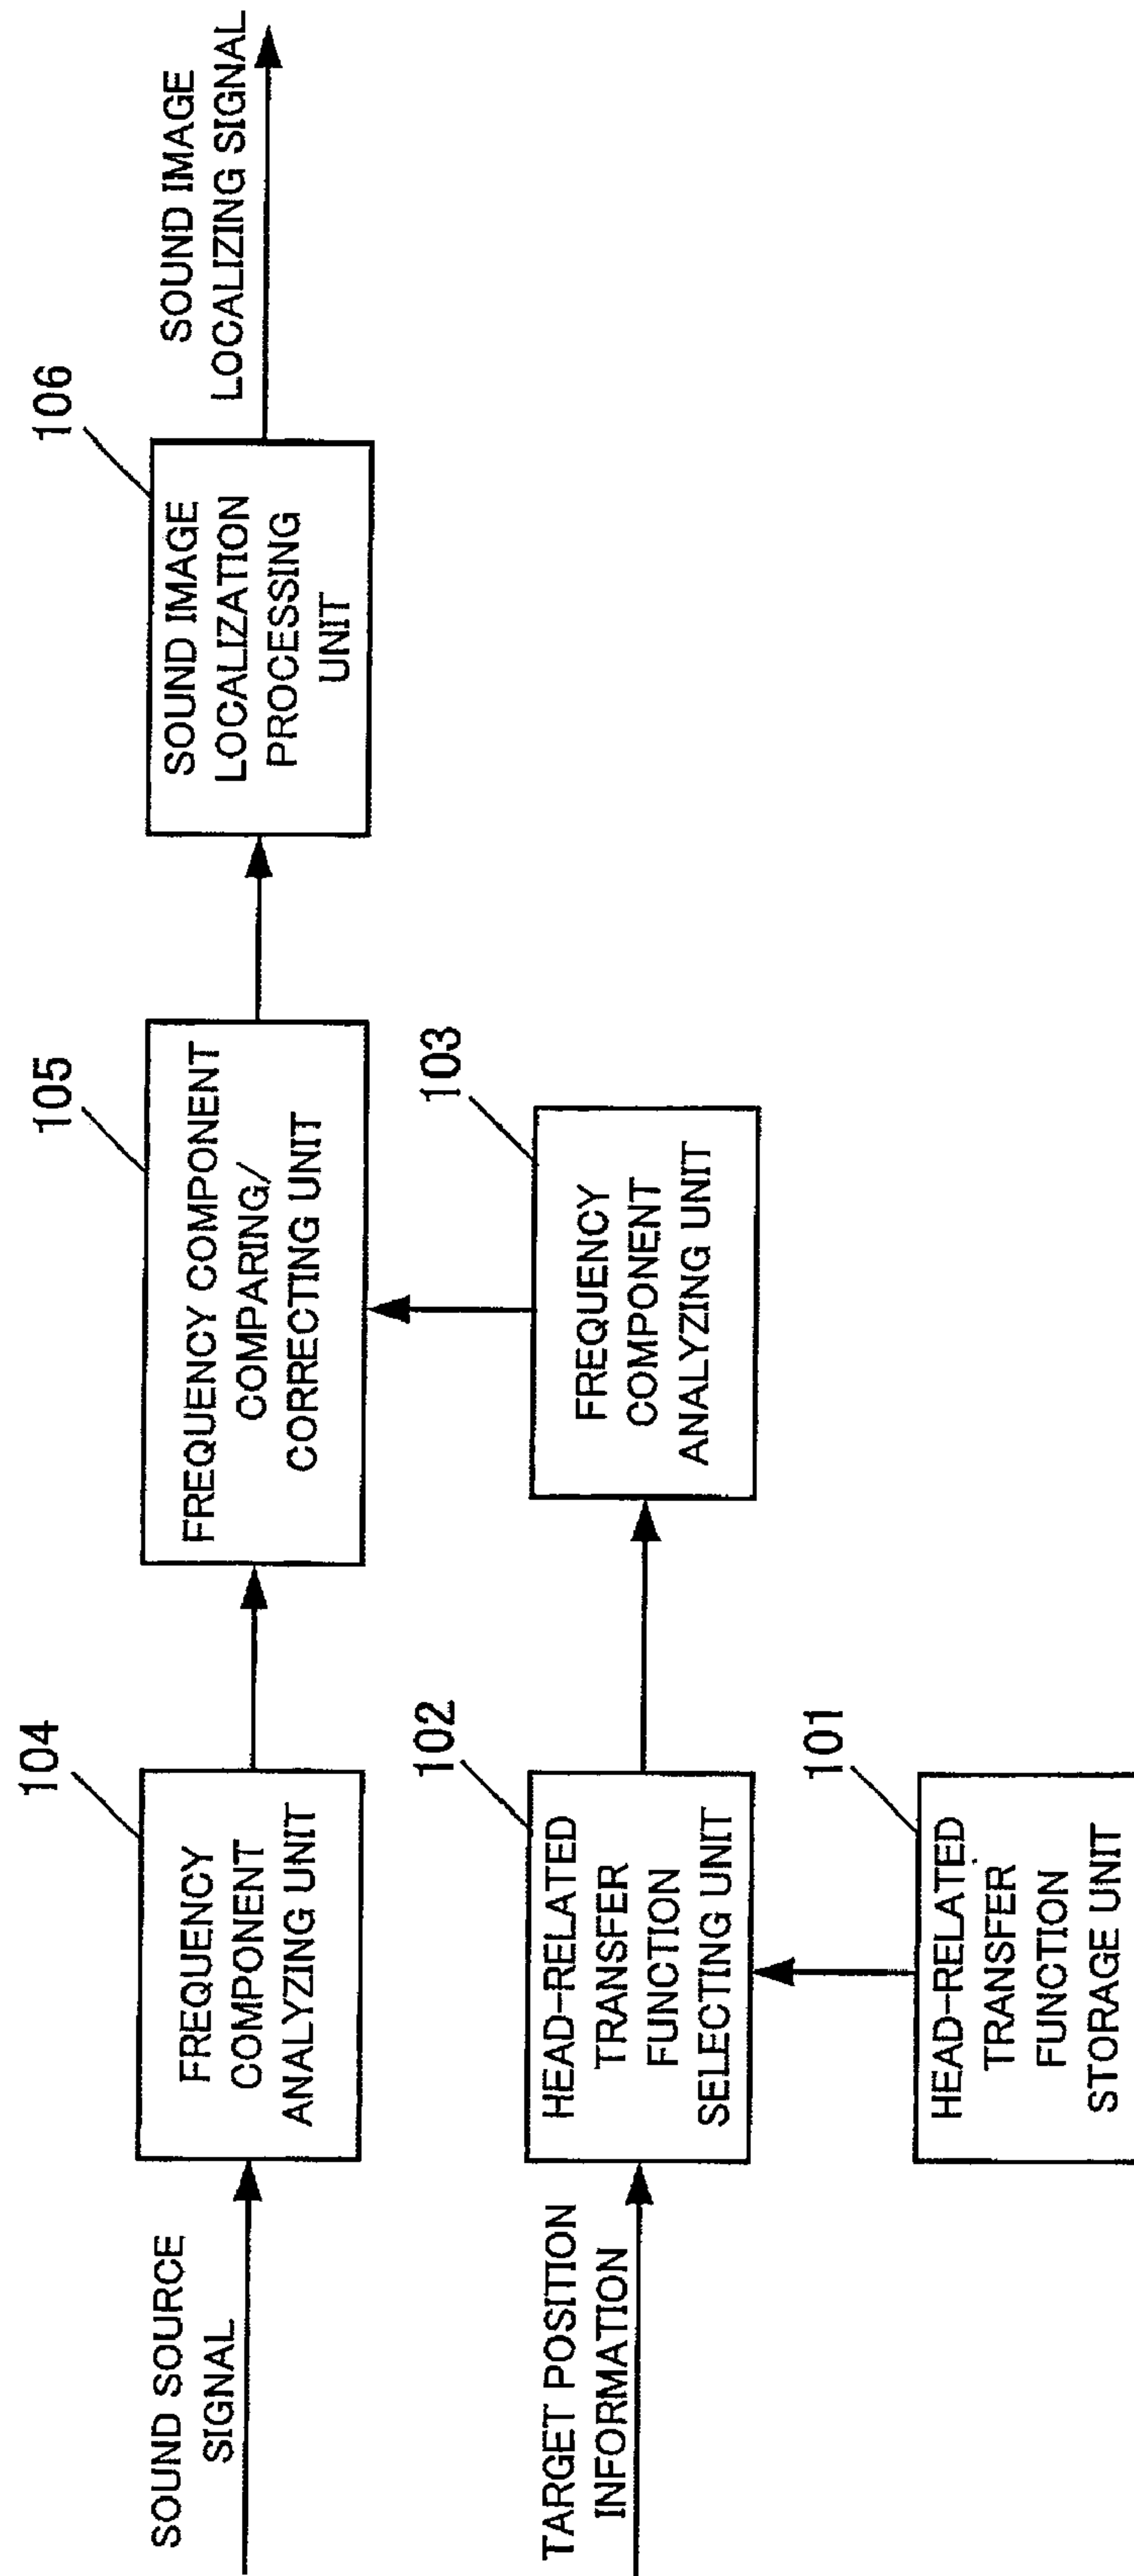 SOUND SOURCE
SIGNAL
104
FREQUENCY
COMPONENT
ANALYZING UNIT
105
FREQUENCY COMPONENT
COMPARING/
CORRECTING UNIT
106
SOUND IMAGE
LOCALIZATION
PROCESSING
UNIT
SOUND IMAGE
LOCALIZING SIGNAL
TARGET POSITION
INFORMATION
102
HEAD-RELATED
TRANSFER
FUNCTION
SELECTING UNIT
103
FREQUENCY
COMPONENT
ANALYZING UNIT
101
HEAD-RELATED
TRANSFER
FUNCTION
STORAGE UNIT